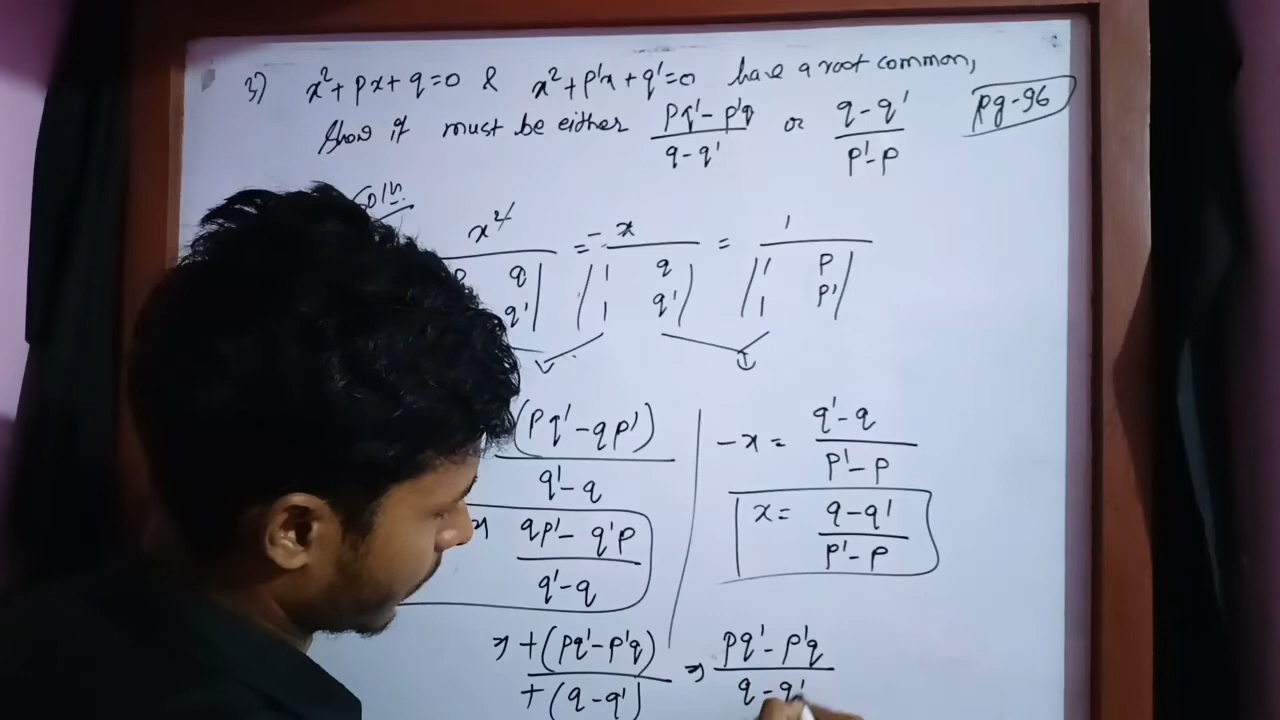 3) x²+px+q=0 & x²+p'x+q'=0 have a root common,
Show it must be either pq'-p'q / q-q' or q-q' / p'-p pg-96
Soln.
x² = -x = 1
q | 1 q | 1 p
q' | 1 q' | 1 p'
(pq'-qp') / q'-q
-x = q'-q / p'-p
qp'-q'p / q'-q
x = q-q' / p'-p
+(pq'-p'q) / +(q-q') ⇒ pq'-p'q / q-q'